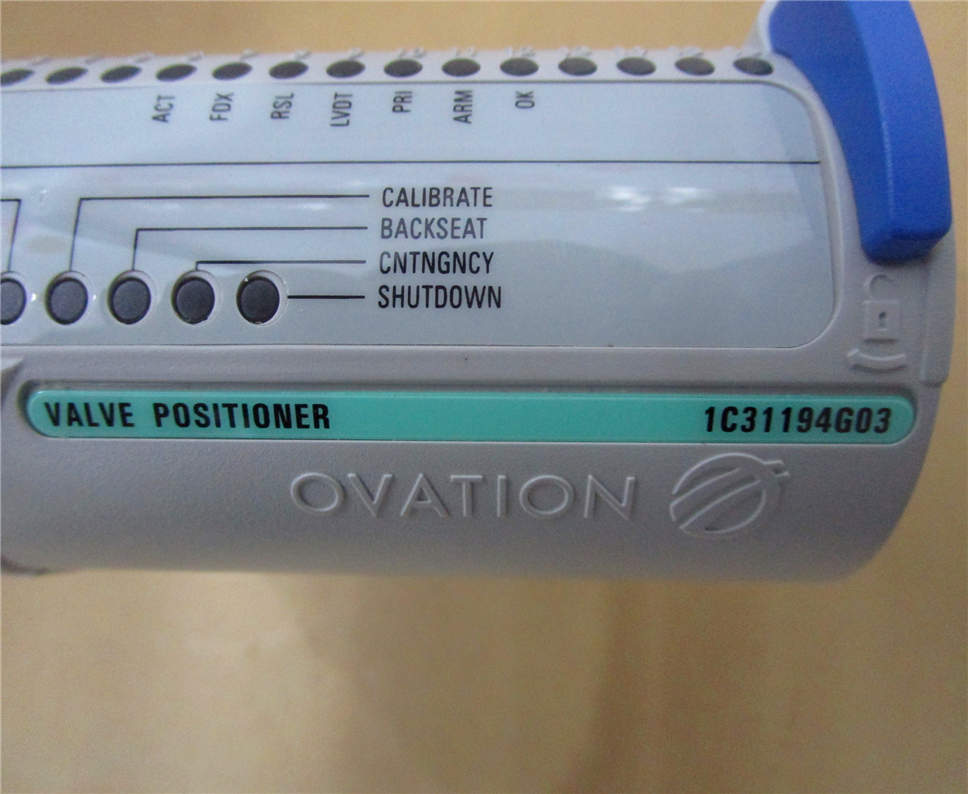 ACT FDX RSL LVDT PRI ARM OK
CALIBRATE
BACKSEAT
CNTNGNCY
SHUTDOWN
VALVE POSITIONER 1C31194G03
OVATION